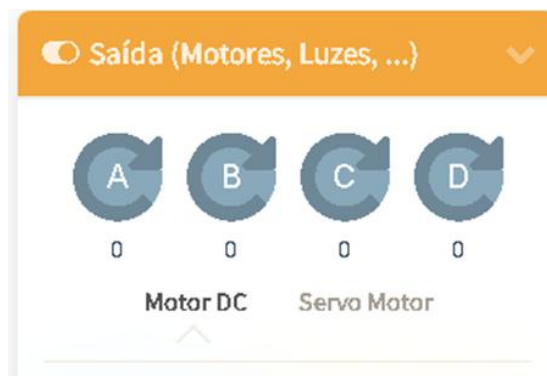 Saída (Motores, Luzes, ...)
A B C D
0 0 0 0
Motor DC Servo Motor